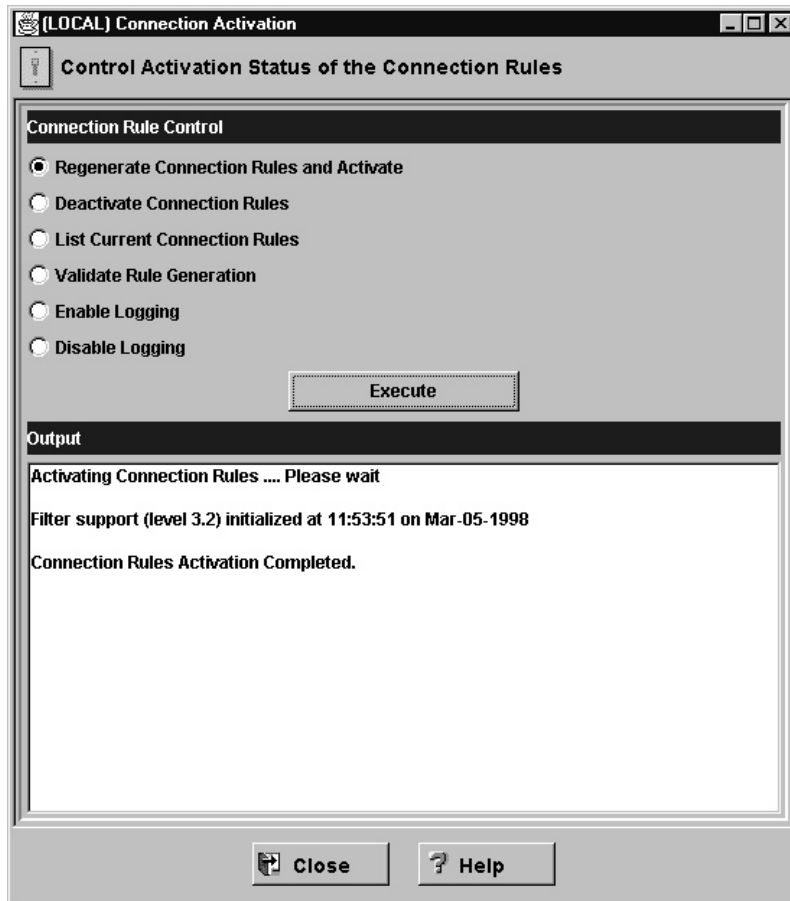 (LOCAL) Connection Activation
Control Activation Status of the Connection Rules
Connection Rule Control
Regenerate Connection Rules and Activate
Deactivate Connection Rules
List Current Connection Rules
Validate Rule Generation
Enable Logging
Disable Logging
Execute
Output
Activating Connection Rules .... Please wait
Filter support (level 3.2) initialized at 11:53:51 on Mar-05-1998
Connection Rules Activation Completed.
Close
Help